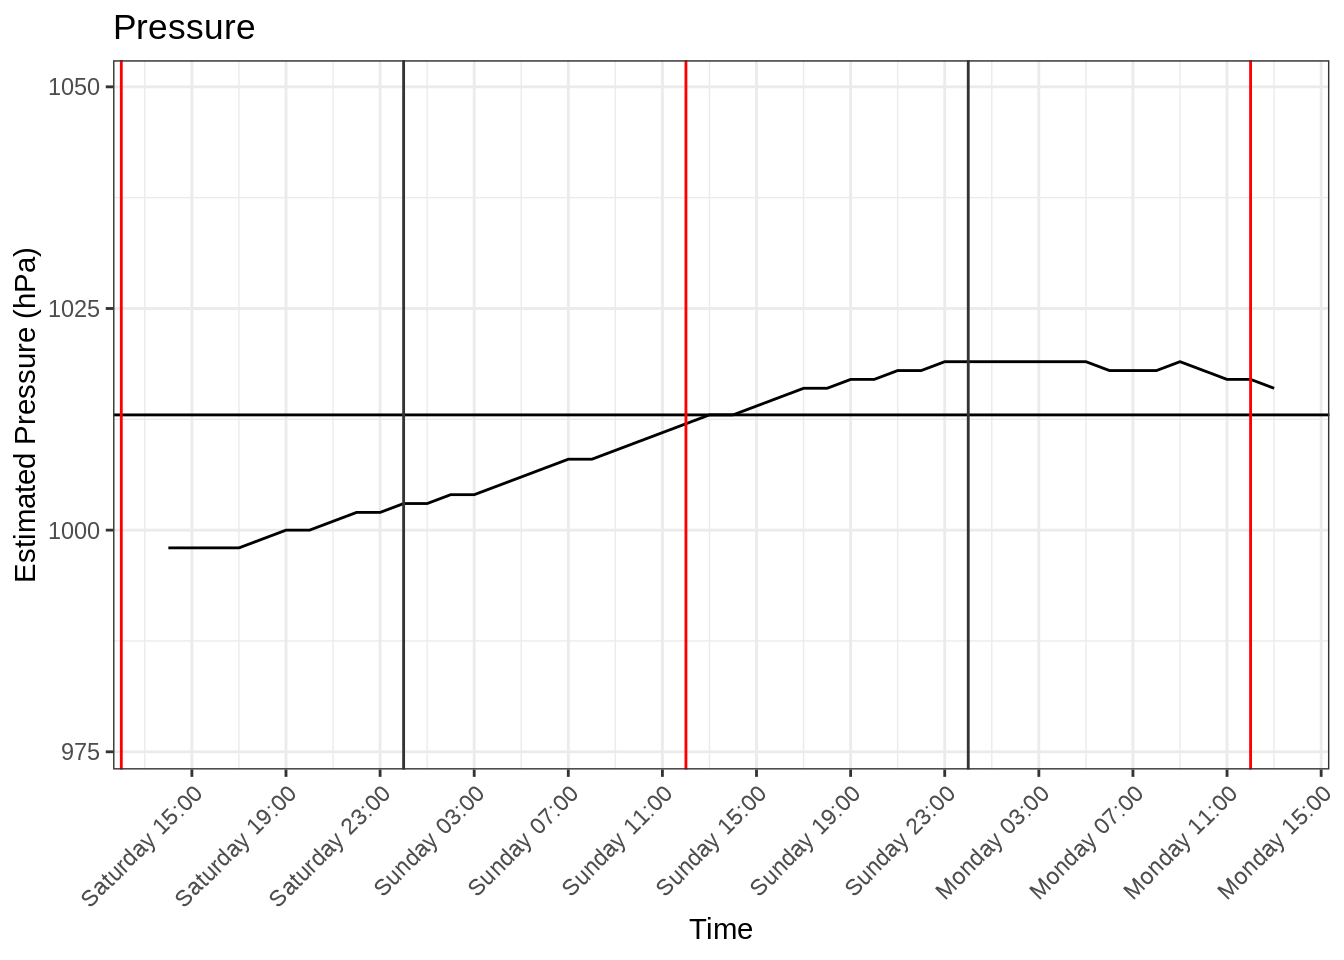 Pressure
Estimated Pressure (hPa)
1050
1025
1000
975
Saturday 15:00
Saturday 19:00
Saturday 23:00
Sunday 03:00
Sunday 07:00
Sunday 11:00
Sunday 15:00
Sunday 19:00
Sunday 23:00
Monday 03:00
Monday 07:00
Monday 11:00
Monday 15:00
Time